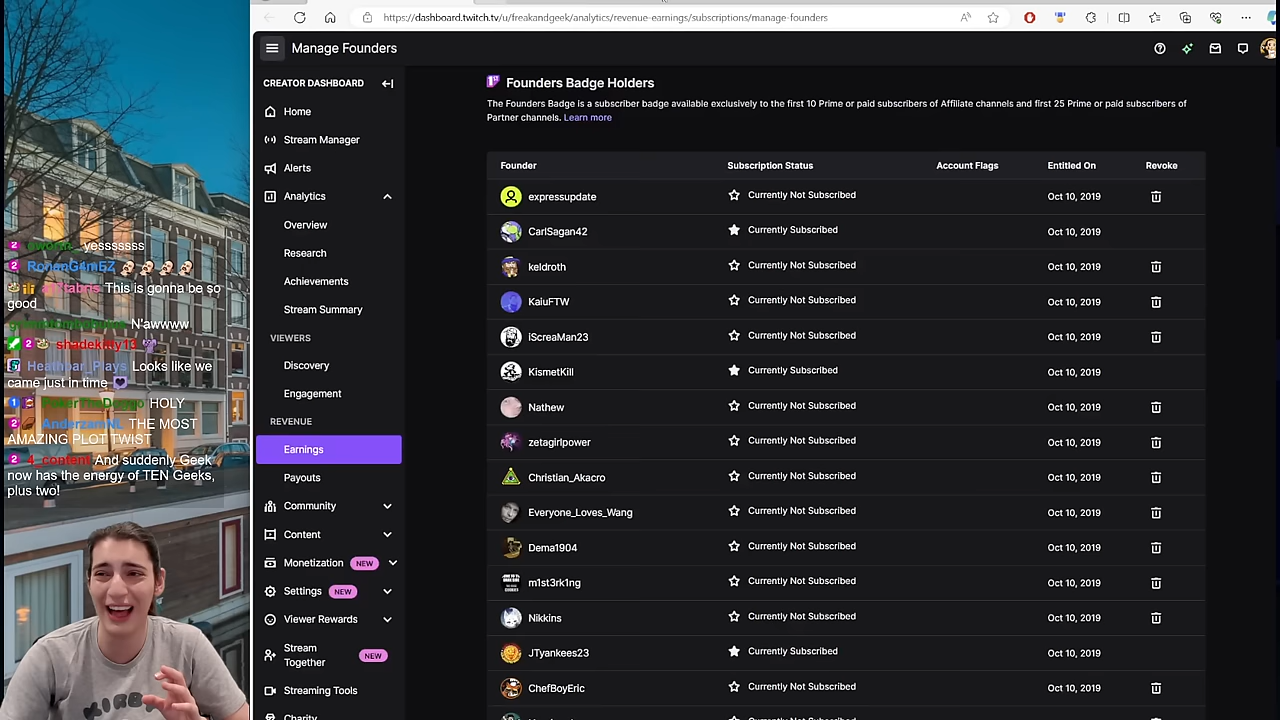 https://dashboard.twitch.tv/u/freakandgeek/analytics/revenue-earnings/subscriptions/manage-founders
Manage Founders
CREATOR DASHBOARD
Home
Stream Manager
Alerts
Analytics
Overview
Research
Achievements
Stream Summary
VIEWERS
Discovery
Engagement
REVENUE
Earnings
Payouts
Community
Content
Monetization NEW
Settings NEW
Viewer Rewards
Stream
Together NEW
Streaming Tools
Charity
Founders Badge Holders
The Founders Badge is a subscriber badge available exclusively to the first 10 Prime or paid subscribers of Affiliate channels and first 25 Prime or paid subscribers of
Partner channels. Learn more
Founder Subscription Status Account Flags Entitled On Revoke
expressupdate Currently Not Subscribed Oct 10, 2019
CarlSagan42 Currently Subscribed Oct 10, 2019
keldroth Currently Not Subscribed Oct 10, 2019
KaiuFTW Currently Not Subscribed Oct 10, 2019
iScreaMan23 Currently Not Subscribed Oct 10, 2019
KismetKill Currently Subscribed Oct 10, 2019
Nathew Currently Not Subscribed Oct 10, 2019
zetagirlpower Currently Not Subscribed Oct 10, 2019
Christian_Akacro Currently Not Subscribed Oct 10, 2019
Everyone_Loves_Wang Currently Not Subscribed Oct 10, 2019
Dema1904 Currently Not Subscribed Oct 10, 2019
m1st3rk1ng Currently Not Subscribed Oct 10, 2019
Nikkins Currently Not Subscribed Oct 10, 2019
JTyankees23 Currently Subscribed Oct 10, 2019
ChefBoyEric Currently Not Subscribed Oct 10, 2019
yesssssss
RonanG4mEZ
This is gonna be so
good
N'awwww
shadekitty13
Heathbar_Plays Looks like we
came just in time
HOLY
AnderzamNL THE MOST
AMAZING PLOT TWIST
4_content And suddenly Geek
now has the energy of TEN Geeks,
plus two!
KIRBY